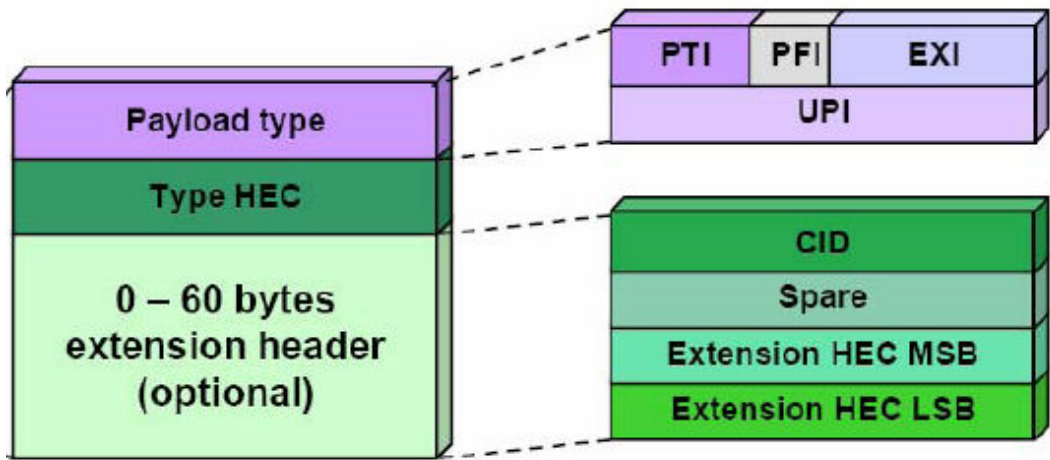 PTI PFI EXI
UPI
Payload type
Type HEC
0 – 60 bytes
extension header
(optional)
CID
Spare
Extension HEC MSB
Extension HEC LSB